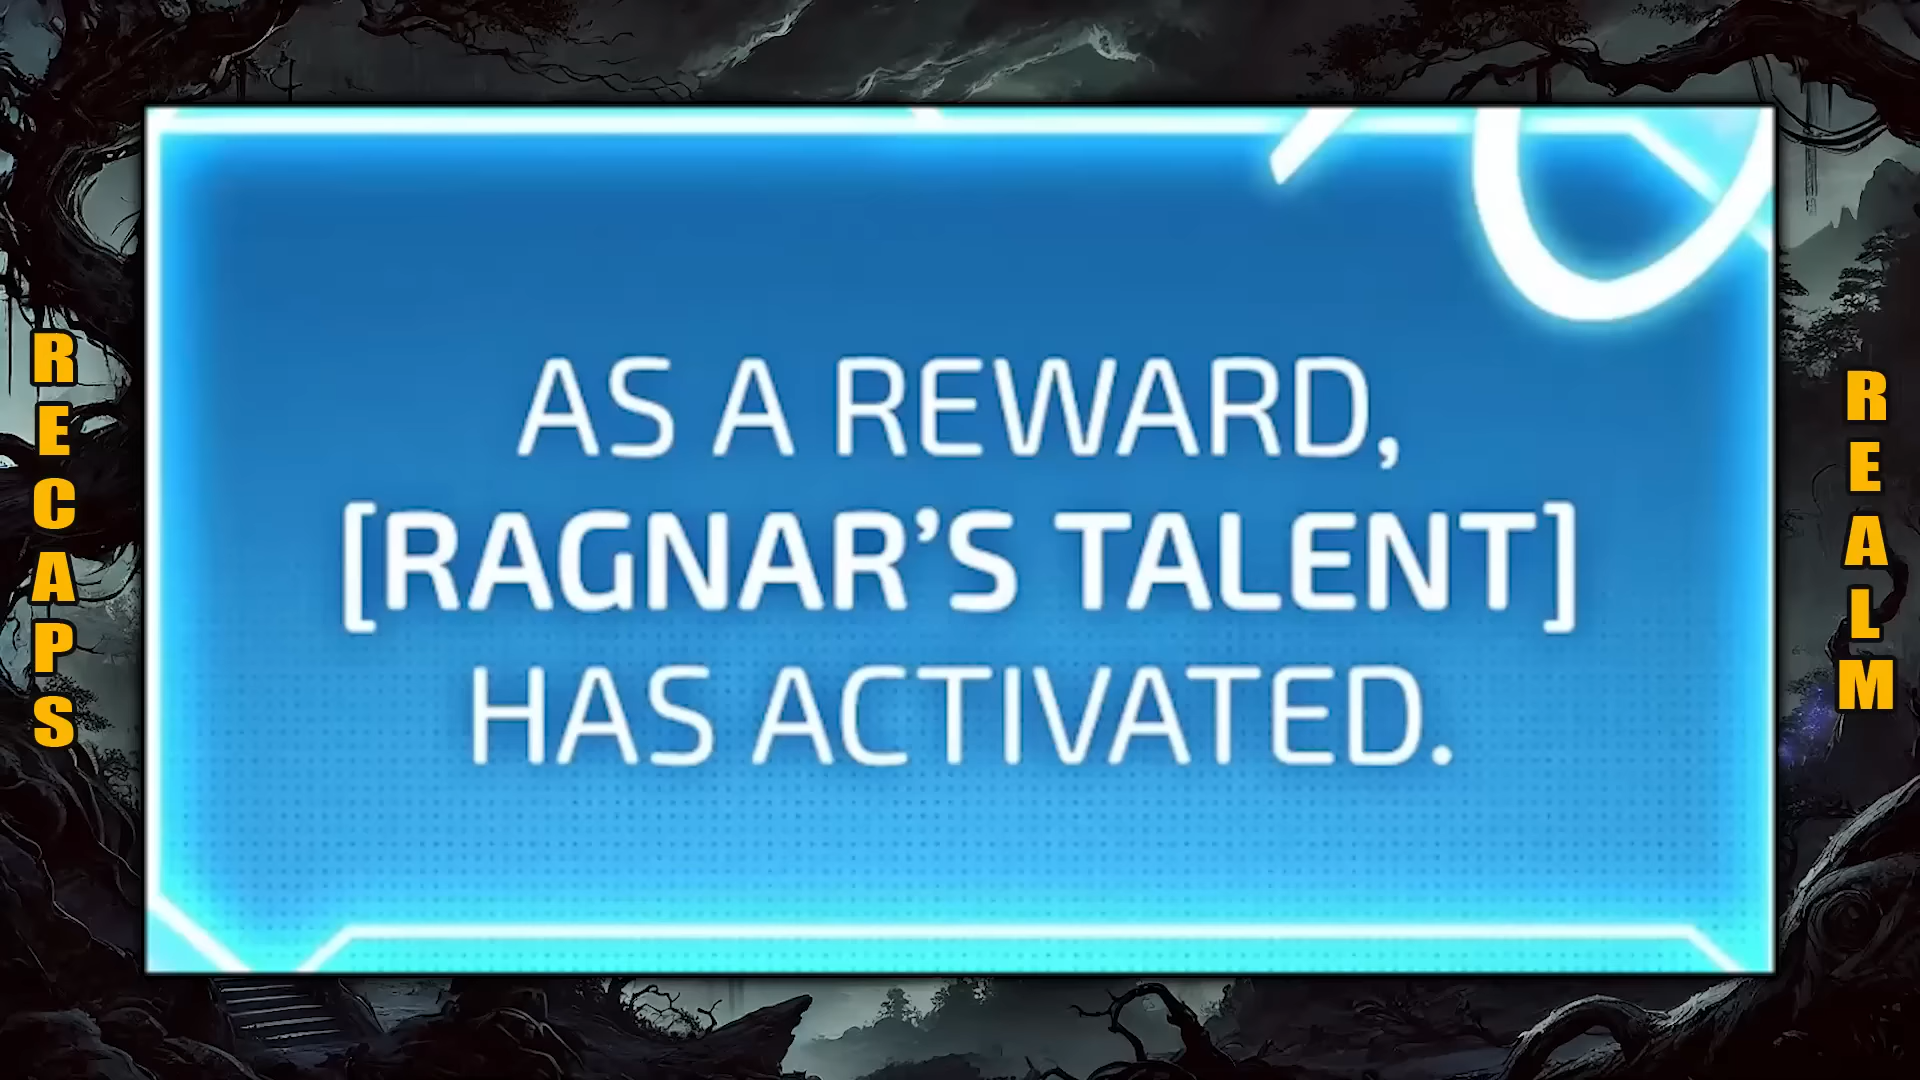 RECAPS
AS A REWARD,
[RAGNAR'S TALENT]
HAS ACTIVATED.
REALM